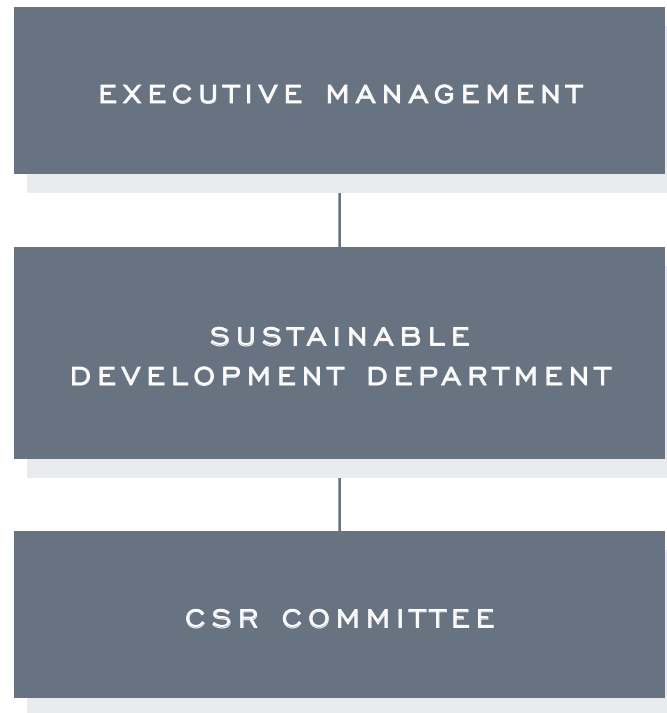 EXECUTIVE MANAGEMENT
SUSTAINABLE
DEVELOPMENT DEPARTMENT
CSR COMMITTEE